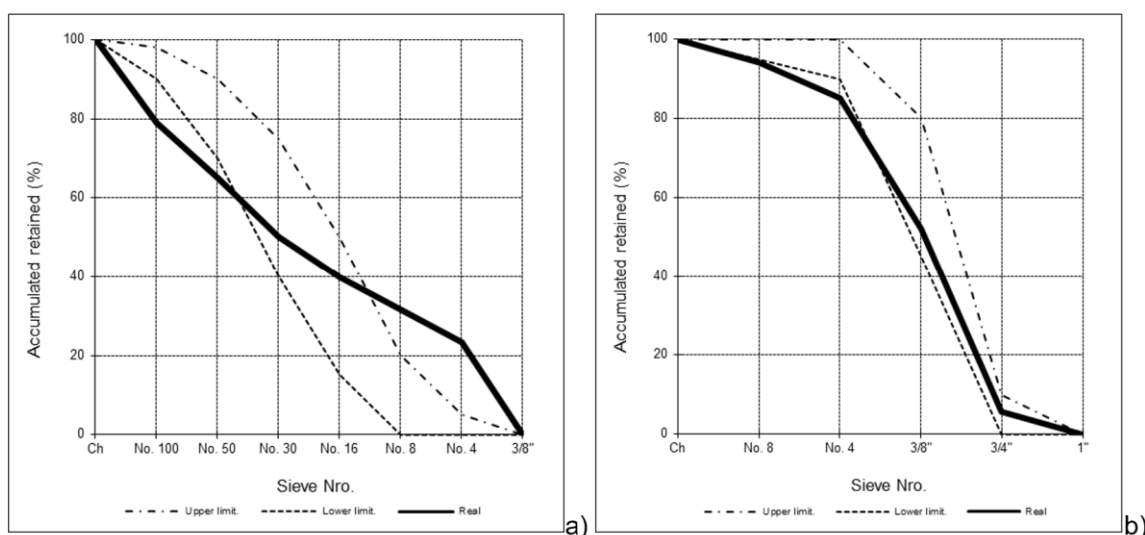 100
80
60
40
20
0
Accumulated retained (%)
Ch No. 100 No. 50 No. 30 No. 16 No. 8 No. 4 3/8"
Sieve Nro.
Upper limit. Lower limit. Real
a)
100
80
60
40
20
0
Accumulated retained (%)
Ch No. 8 No. 4 3/8" 3/4" 1"
Sieve Nro.
Upper limit. Lower limit. Real
b)